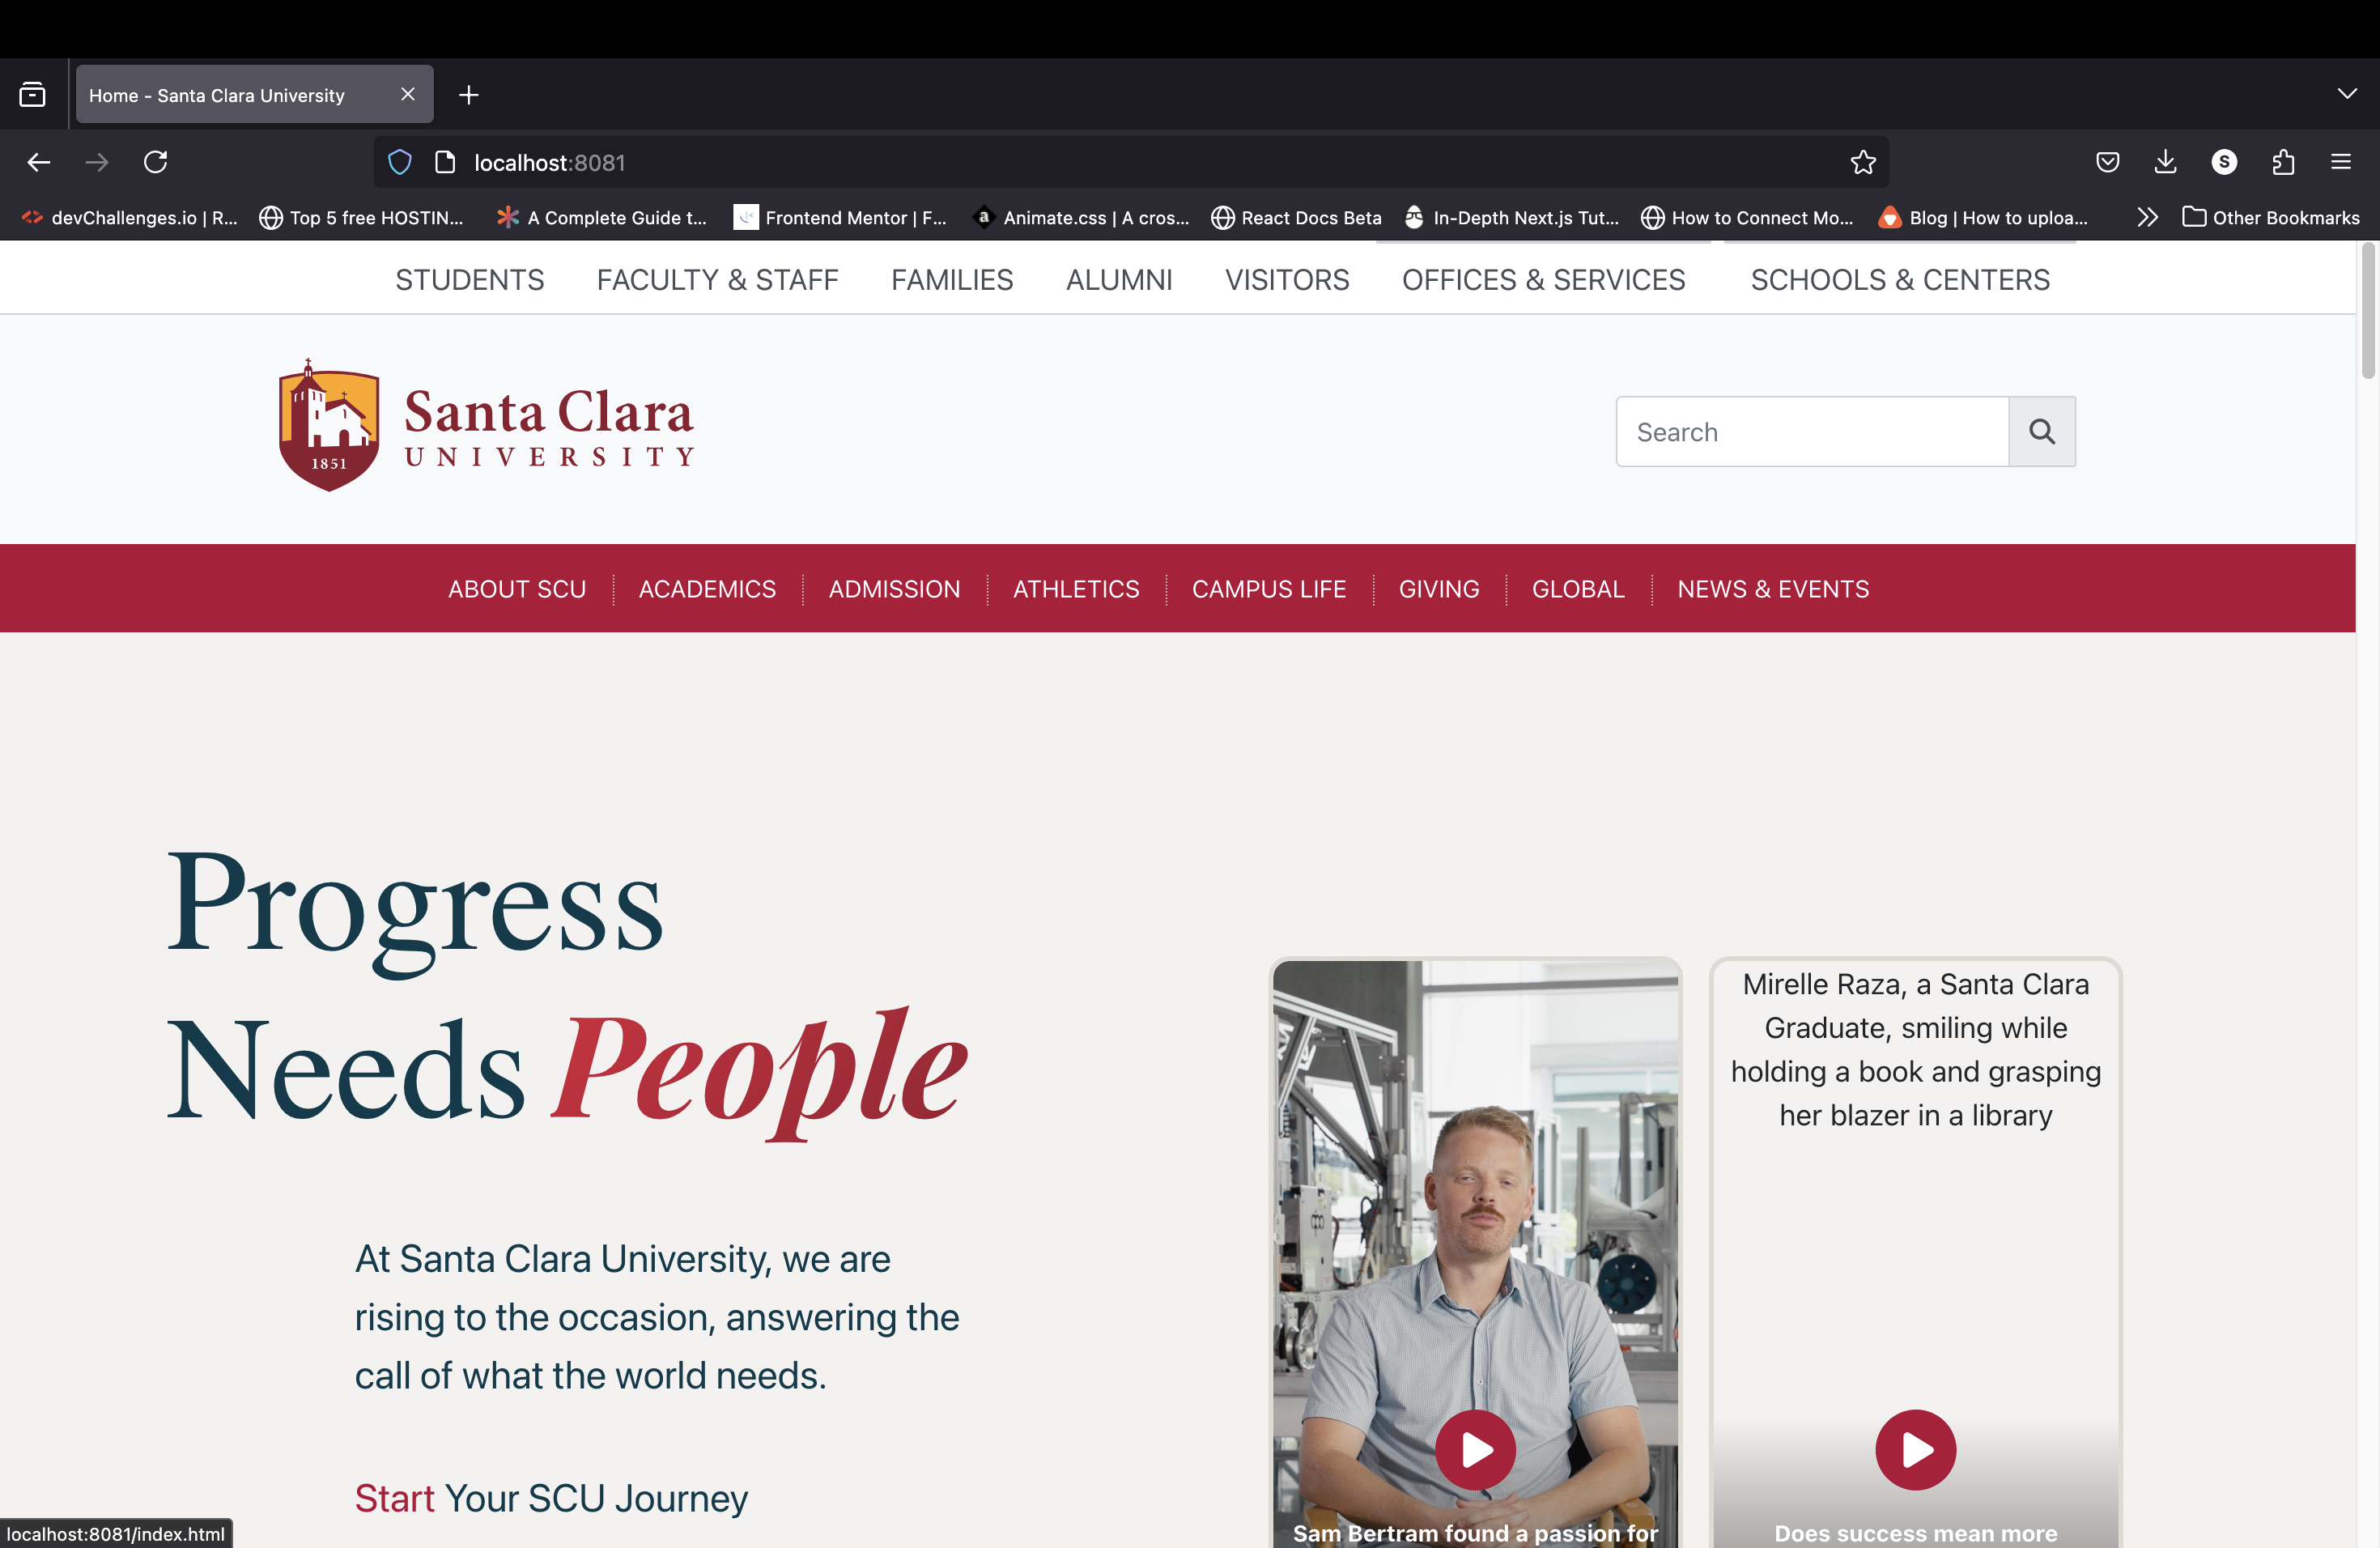 Home - Santa Clara University
localhost:8081
devChallenges.io | R...
Top 5 free HOSTIN...
A Complete Guide t...
Frontend Mentor | F...
Animate.css | A cros...
React Docs Beta
In-Depth Next.js Tut...
How to Connect Mo...
Blog | How to uploa...
Other Bookmarks
STUDENTS
FACULTY & STAFF
FAMILIES
ALUMNI
VISITORS
OFFICES & SERVICES
SCHOOLS & CENTERS
1851
Santa Clara
UNIVERSITY
Search
ABOUT SCU
ACADEMICS
ADMISSION
ATHLETICS
CAMPUS LIFE
GIVING
GLOBAL
NEWS & EVENTS
Progress
Needs People
At Santa Clara University, we are
rising to the occasion, answering the
call of what the world needs.
Start Your SCU Journey
Sam Bertram found a passion for
Mirelle Raza, a Santa Clara
Graduate, smiling while
holding a book and grasping
her blazer in a library
Does success mean more
localhost:8081/index.html